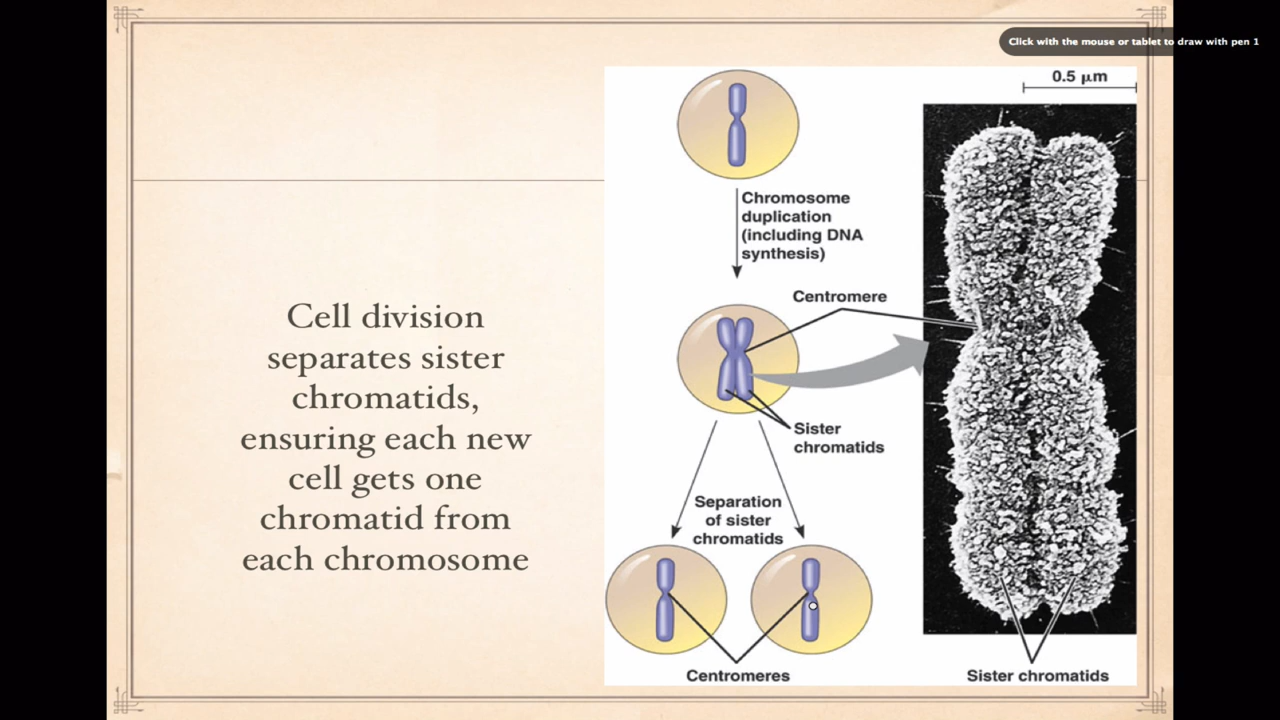 Click with the mouse or tablet to draw with pen 1
0.5 μm
Chromosome
duplication
(including DNA
synthesis)
Centromere
Cell division
separates sister
chromatids,
ensuring each new
cell gets one
chromatid from
each chromosome
Sister
chromatids
Separation
of sister
chromatids
Centromeres
Sister chromatids